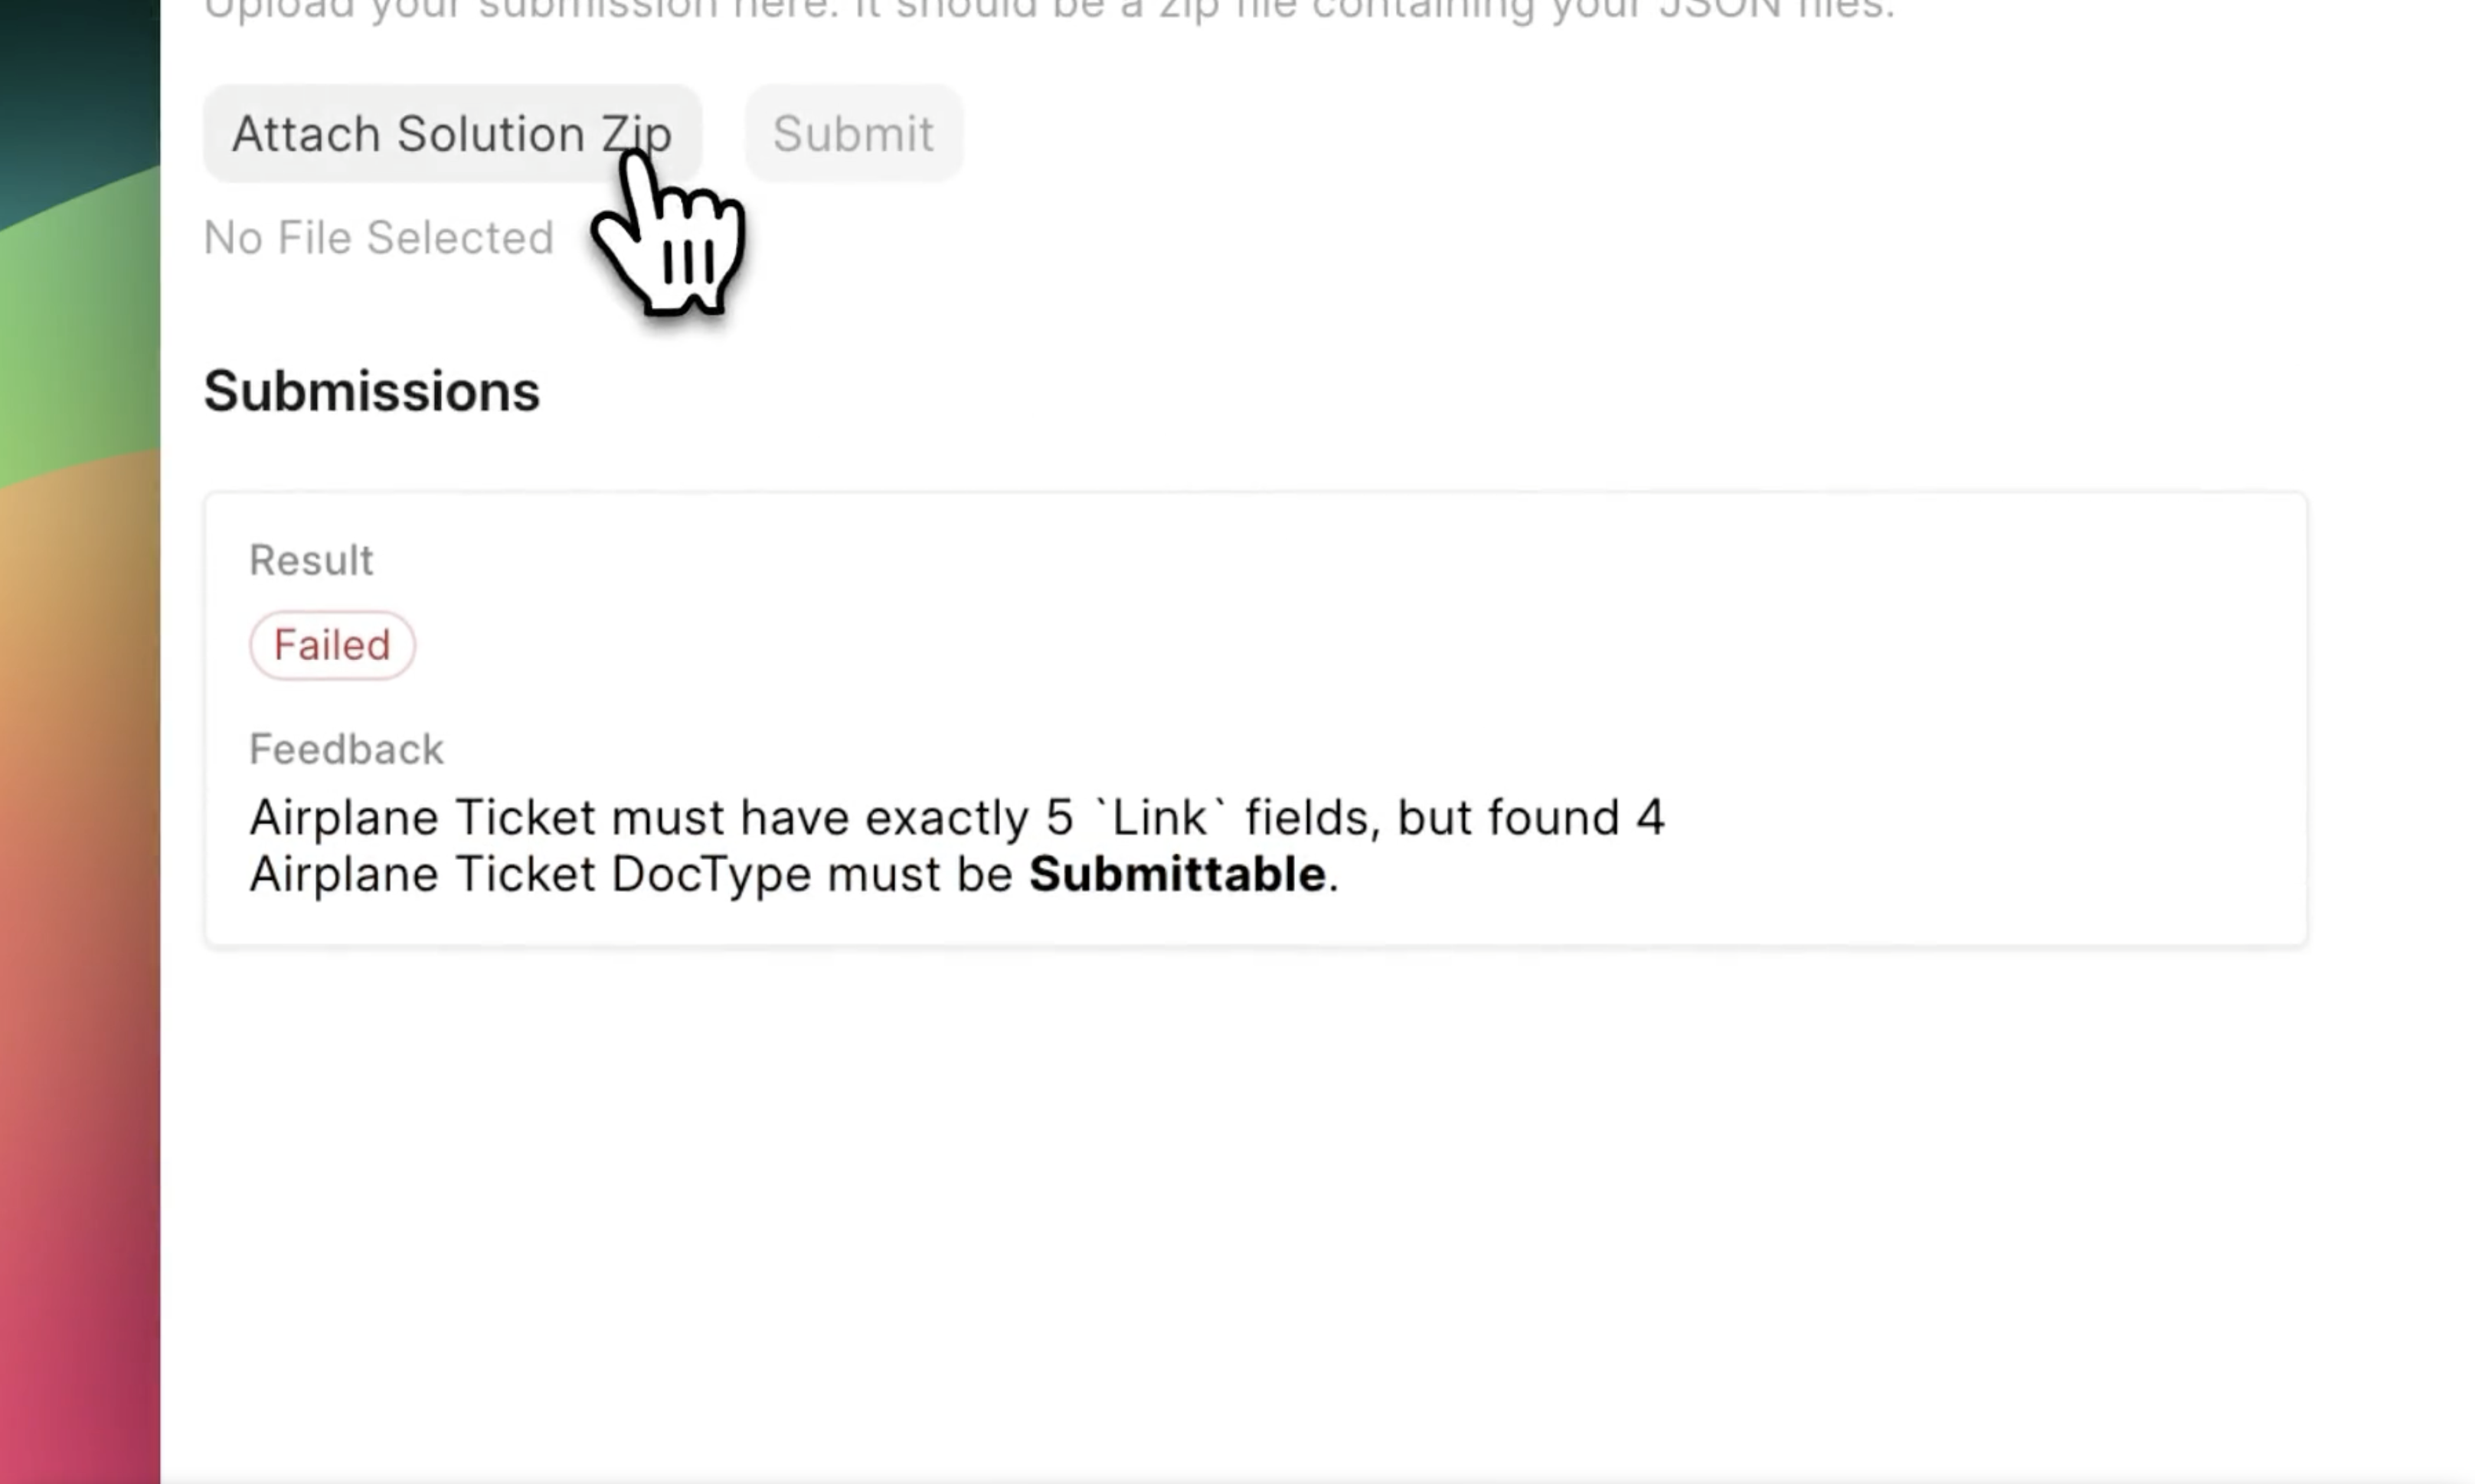 Upload your submission here. It should be a zip file containing your JSON files.
Attach Solution Zip
Submit
No File Selected
Submissions
Result
Failed
Feedback
Airplane Ticket must have exactly 5 `Link` fields, but found 4
Airplane Ticket DocType must be Submittable.